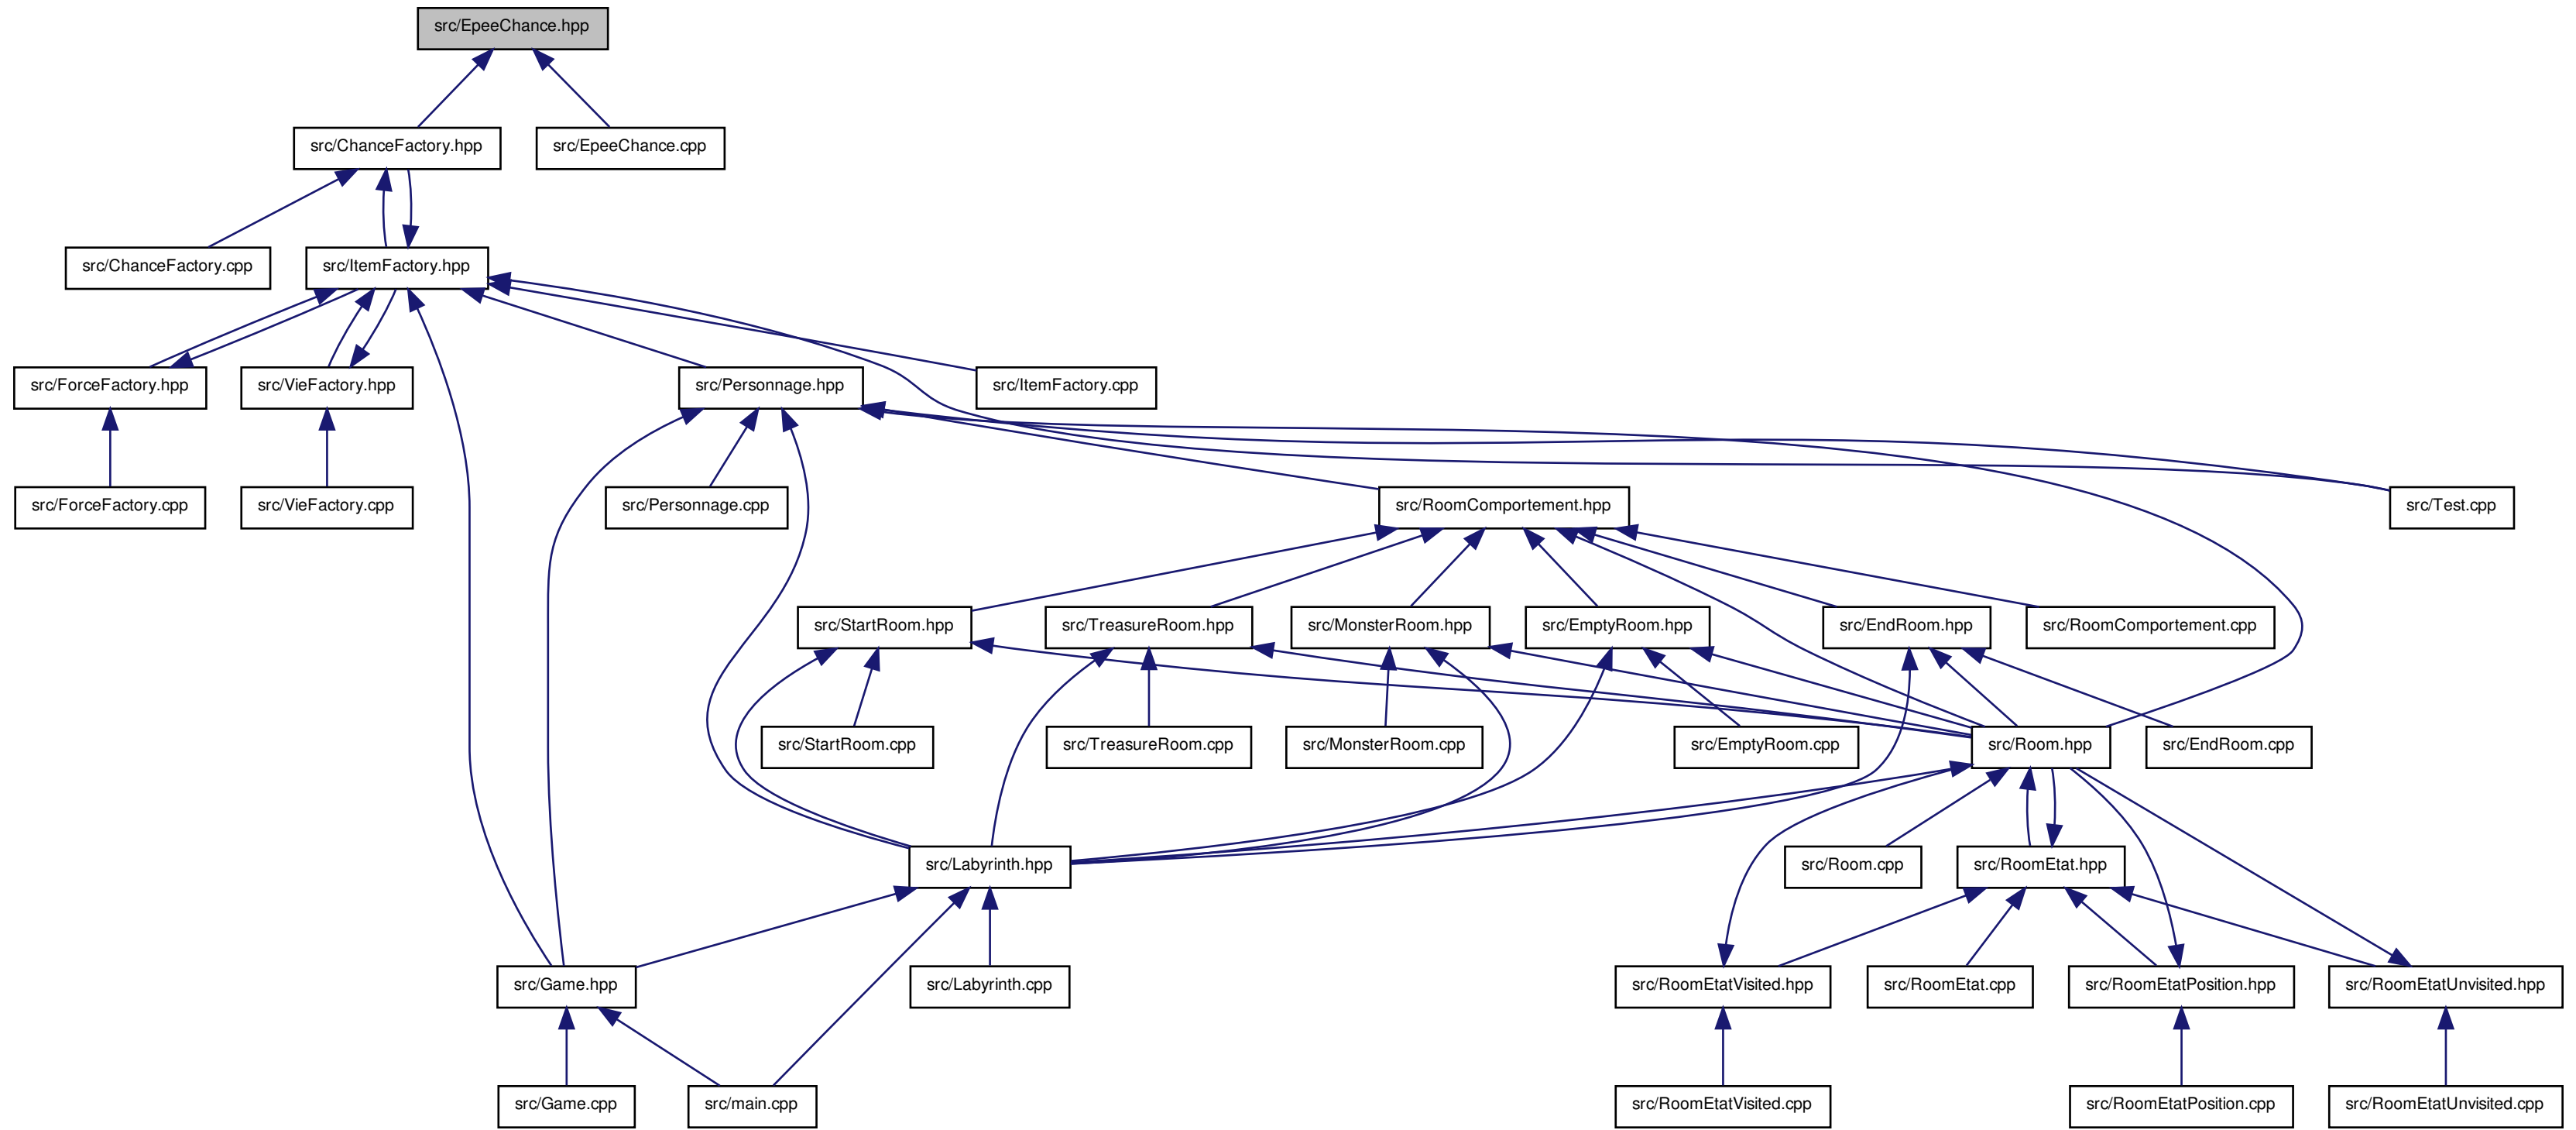 src/EpeeChance.hpp
src/ChanceFactory.hpp
src/EpeeChance.cpp
src/ChanceFactory.cpp
src/ItemFactory.hpp
src/ForceFactory.hpp
src/VieFactory.hpp
src/Personnage.hpp
src/ItemFactory.cpp
src/ForceFactory.cpp
src/VieFactory.cpp
src/Personnage.cpp
src/RoomComportement.hpp
src/Test.cpp
src/StartRoom.hpp
src/TreasureRoom.hpp
src/MonsterRoom.hpp
src/EmptyRoom.hpp
src/EndRoom.hpp
src/RoomComportement.cpp
src/StartRoom.cpp
src/TreasureRoom.cpp
src/MonsterRoom.cpp
src/EmptyRoom.cpp
src/Room.hpp
src/EndRoom.cpp
src/Labyrinth.hpp
src/Room.cpp
src/RoomEtat.hpp
src/Game.hpp
src/Labyrinth.cpp
src/RoomEtatVisited.hpp
src/RoomEtat.cpp
src/RoomEtatPosition.hpp
src/RoomEtatUnvisited.hpp
src/Game.cpp
src/main.cpp
src/RoomEtatVisited.cpp
src/RoomEtatPosition.cpp
src/RoomEtatUnvisited.cpp